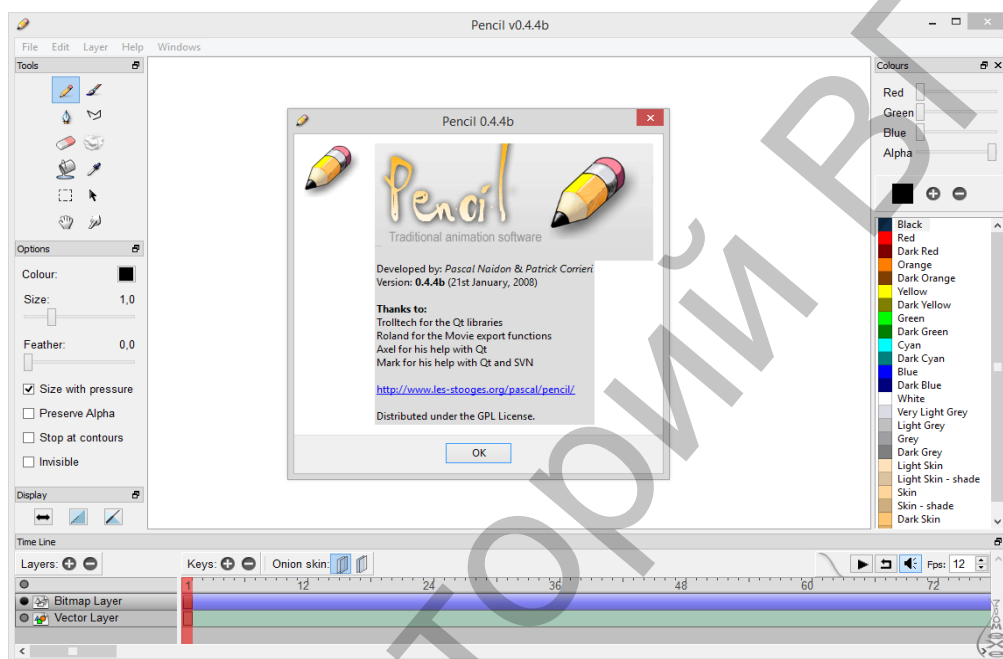 Pencil v0.4.4b
File Edit Layer Help Windows
Tools
Colours
Red
Green
Blue
Alpha
Pencil 0.4.4b
Pencil
Traditional animation software
Developed by: Pascal Naidon & Patrick Corrieri
Version: 0.4.4b (21st January, 2008)
Thanks to:
Trolltech for the Qt libraries
Roland for the Movie export functions
Axel for his help with Qt
Mark for his help with Qt and SVN
http://www.les-stooges.org/pascal/pencil/
Distributed under the GPL License.
OK
Options
Colour:
Size: 1,0
Feather: 0,0
Size with pressure
Preserve Alpha
Stop at contours
Invisible
Display
Black
Red
Dark Red
Orange
Dark Orange
Yellow
Dark Yellow
Green
Dark Green
Cyan
Dark Cyan
Blue
Dark Blue
White
Very Light Grey
Light Grey
Grey
Dark Grey
Light Skin
Light Skin - shade
Skin
Skin - shade
Dark Skin
Time Line
Layers:
Keys:
Onion skin:
Fps: 12
1 12 24 36 48 60 72
Bitmap Layer
Vector Layer
торий ВГ